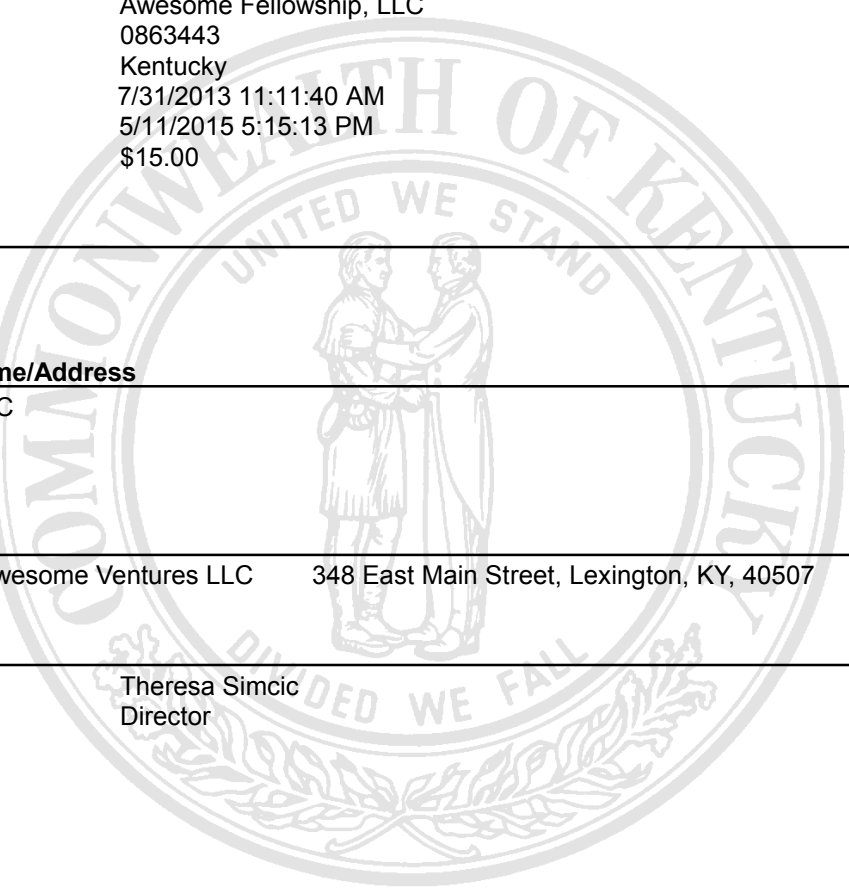 Awesome Fellowship, LLC
0863443
Kentucky
7/31/2013 11:11:40 AM
5/11/2015 5:15:13 PM
$15.00
COMMONWEALTH OF KENTUCKY
UNITED WE STAND
me/Address
C
wesome Ventures LLC 348 East Main Street, Lexington, KY, 40507
DIVIDED WE FALL
Theresa Simcic
Director